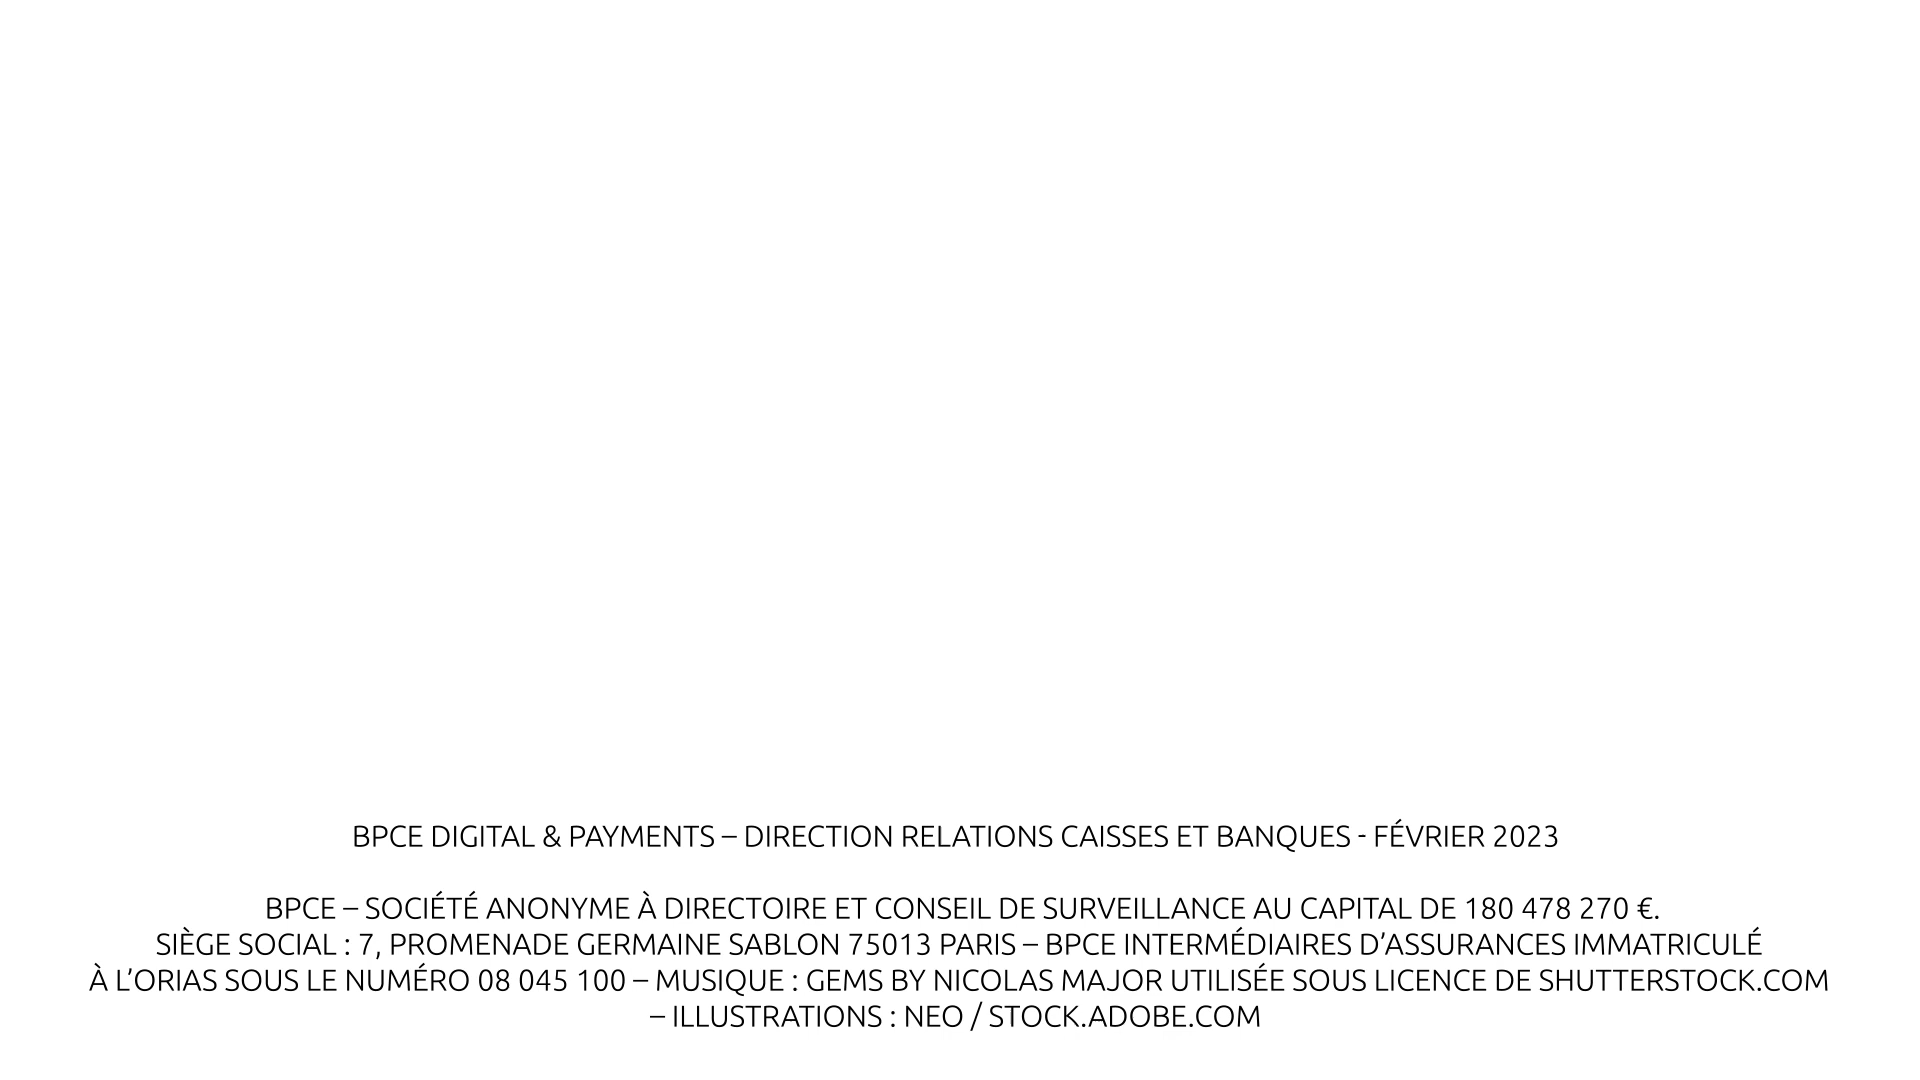 BPCE DIGITAL & PAYMENTS – DIRECTION RELATIONS CAISSES ET BANQUES - FÉVRIER 2023
BPCE – SOCIÉTÉ ANONYME À DIRECTOIRE ET CONSEIL DE SURVEILLANCE AU CAPITAL DE 180 478 270 €.
SIÈGE SOCIAL : 7, PROMENADE GERMAINE SABLON 75013 PARIS – BPCE INTERMÉDIAIRES D’ASSURANCES IMMATRICULÉ
À L’ORIAS SOUS LE NUMÉRO 08 045 100 – MUSIQUE : GEMS BY NICOLAS MAJOR UTILISÉE SOUS LICENCE DE SHUTTERSTOCK.COM
– ILLUSTRATIONS : NEO / STOCK.ADOBE.COM